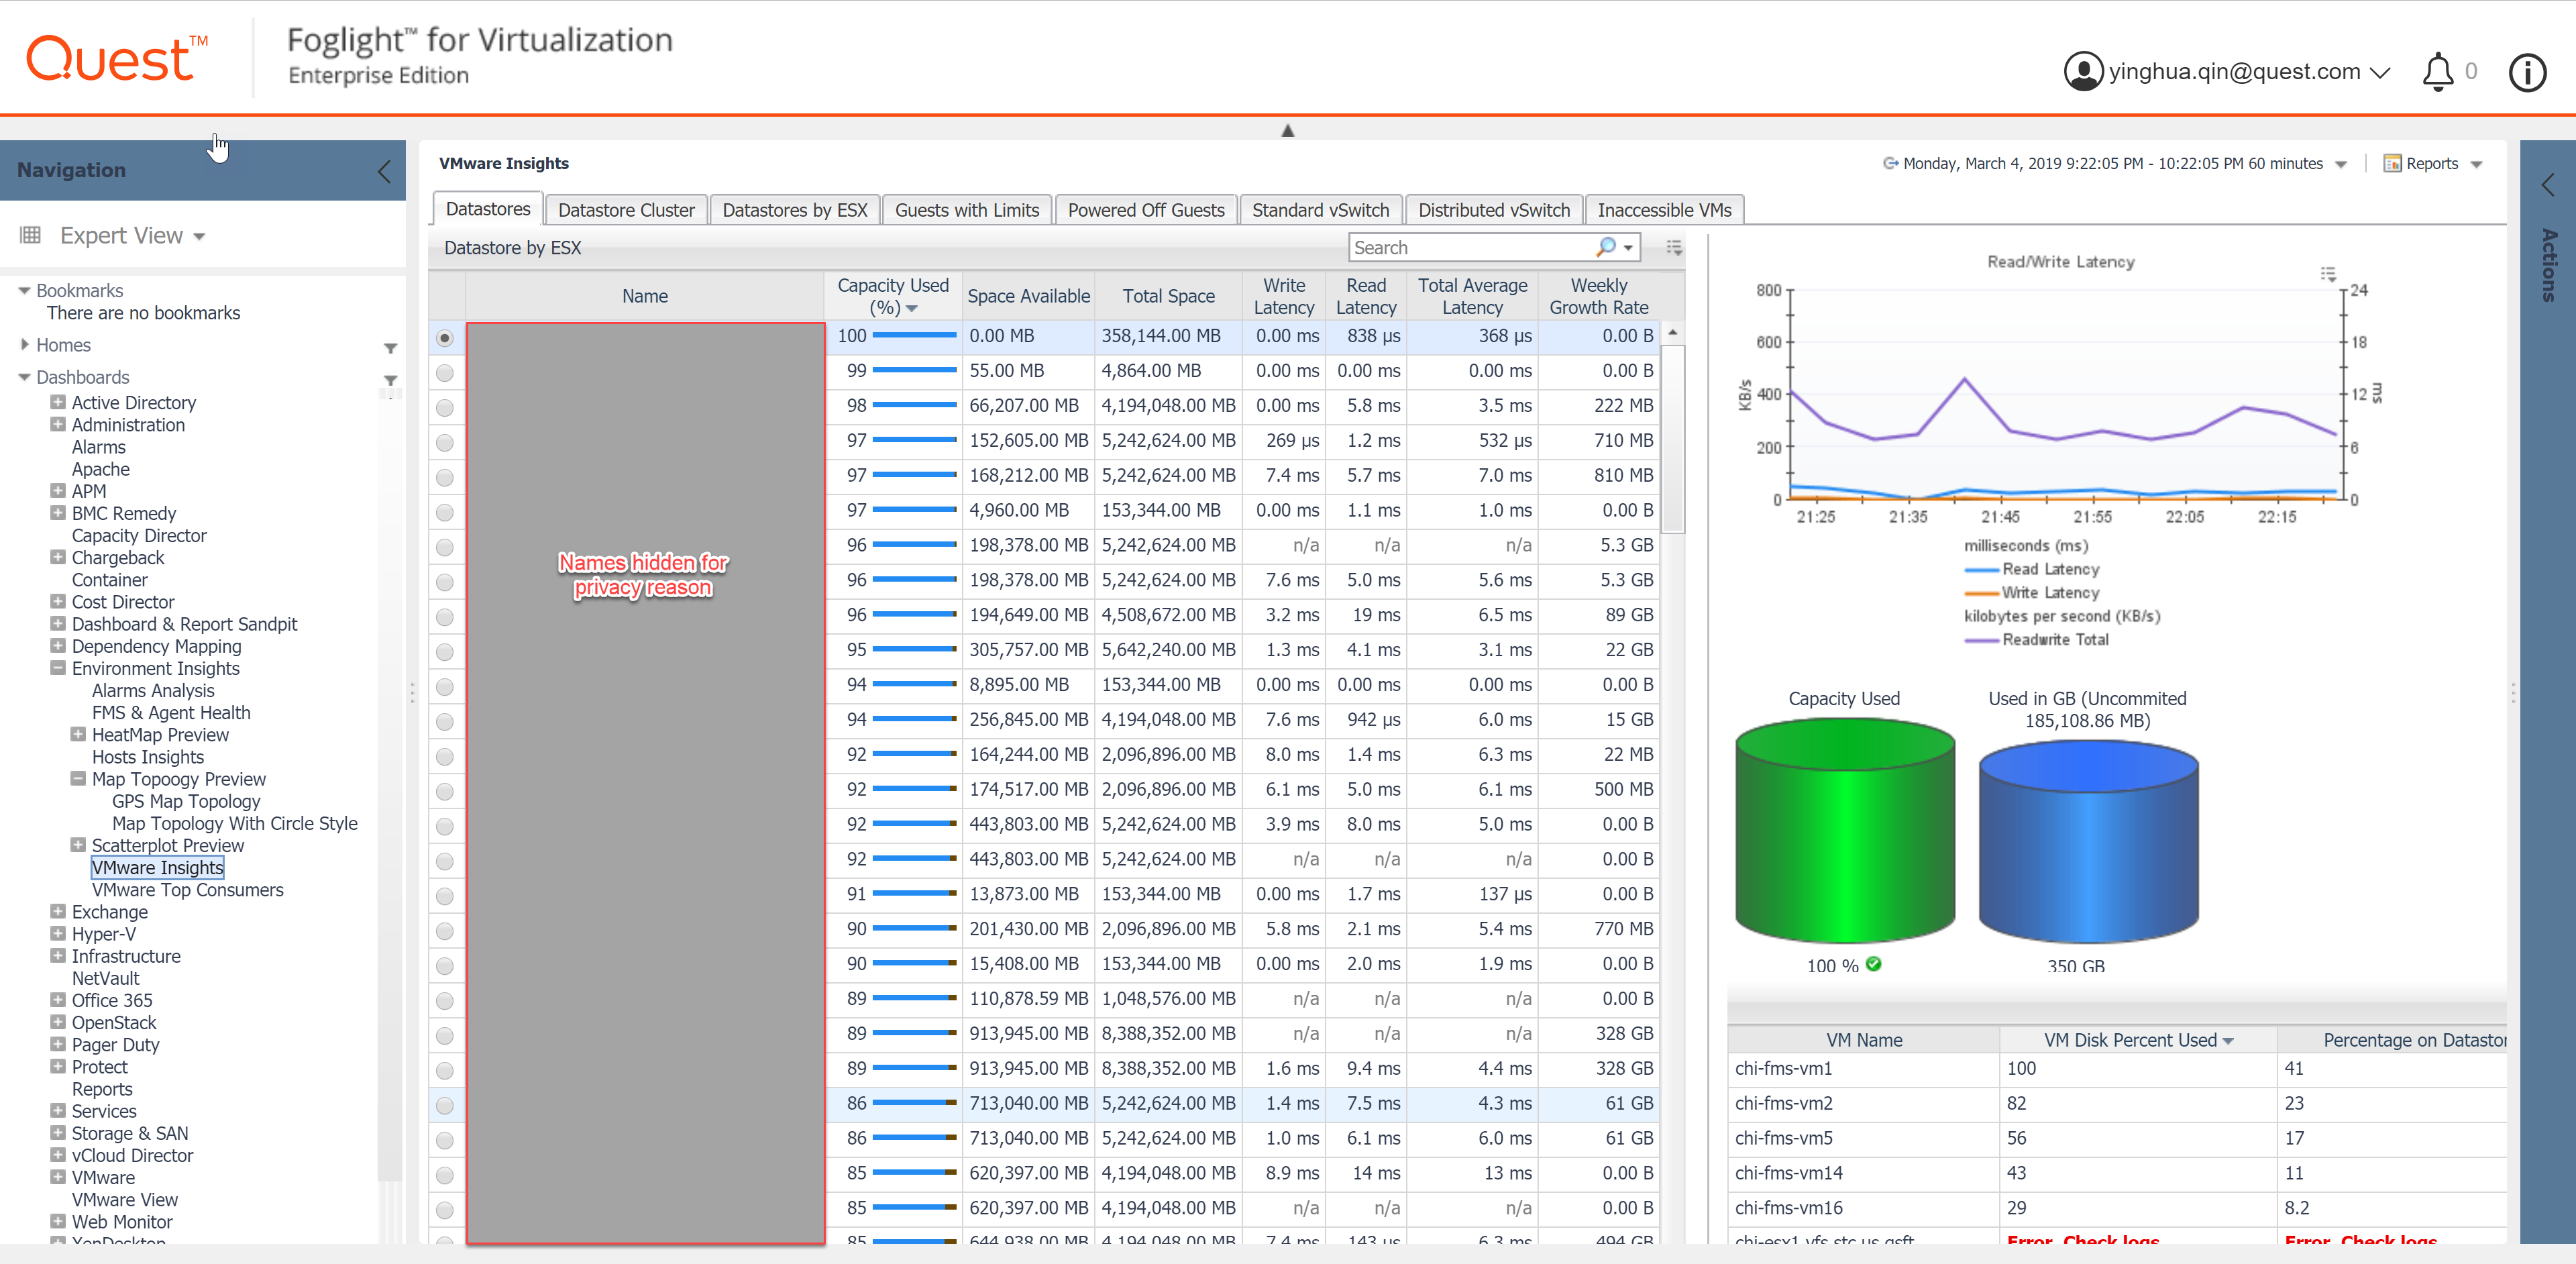 Quest™
Foglight™ for Virtualization
Enterprise Edition
yinghua.qin@quest.com
0
Navigation
Expert View
Bookmarks
There are no bookmarks
Homes
Dashboards
Active Directory
Administration
Alarms
Apache
APM
BMC Remedy
Capacity Director
Chargeback
Container
Cost Director
Dashboard & Report Sandpit
Dependency Mapping
Environment Insights
Alarms Analysis
FMS & Agent Health
HeatMap Preview
Hosts Insights
Map Topoogy Preview
GPS Map Topology
Map Topology With Circle Style
Scatterplot Preview
VMware Insights
VMware Top Consumers
Exchange
Hyper-V
Infrastructure
NetVault
Office 365
OpenStack
Pager Duty
Protect
Reports
Services
Storage & SAN
vCloud Director
VMware
VMware View
Web Monitor
XenDesktop
VMware Insights
Monday, March 4, 2019 9:22:05 PM - 10:22:05 PM 60 minutes
Reports
Datastores Datastore Cluster Datastores by ESX Guests with Limits Powered Off Guests Standard vSwitch Distributed vSwitch Inaccessible VMs
Datastore by ESX
Search
Name Capacity Used (%) Space Available Total Space Write Latency Read Latency Total Average Latency Weekly Growth Rate
Names hidden for
privacy reason
100 0.00 MB 358,144.00 MB 0.00 ms 838 µs 368 µs 0.00 B
99 55.00 MB 4,864.00 MB 0.00 ms 0.00 ms 0.00 ms 0.00 B
98 66,207.00 MB 4,194,048.00 MB 0.00 ms 5.8 ms 3.5 ms 222 MB
97 152,605.00 MB 5,242,624.00 MB 269 µs 1.2 ms 532 µs 710 MB
97 168,212.00 MB 5,242,624.00 MB 7.4 ms 5.7 ms 7.0 ms 810 MB
97 4,960.00 MB 153,344.00 MB 0.00 ms 1.1 ms 1.0 ms 0.00 B
96 198,378.00 MB 5,242,624.00 MB n/a n/a n/a 5.3 GB
96 198,378.00 MB 5,242,624.00 MB 7.6 ms 5.0 ms 5.6 ms 5.3 GB
96 194,649.00 MB 4,508,672.00 MB 3.2 ms 19 ms 6.5 ms 89 GB
95 305,757.00 MB 5,642,240.00 MB 1.3 ms 4.1 ms 3.1 ms 22 GB
94 8,895.00 MB 153,344.00 MB 0.00 ms 0.00 ms 0.00 ms 0.00 B
94 256,845.00 MB 4,194,048.00 MB 7.6 ms 942 µs 6.0 ms 15 GB
92 164,244.00 MB 2,096,896.00 MB 8.0 ms 1.4 ms 6.3 ms 22 MB
92 174,517.00 MB 2,096,896.00 MB 6.1 ms 5.0 ms 6.1 ms 500 MB
92 443,803.00 MB 5,242,624.00 MB 3.9 ms 8.0 ms 5.0 ms 0.00 B
92 443,803.00 MB 5,242,624.00 MB n/a n/a n/a 0.00 B
91 13,873.00 MB 153,344.00 MB 0.00 ms 1.7 ms 137 µs 0.00 B
90 201,430.00 MB 2,096,896.00 MB 5.8 ms 2.1 ms 5.4 ms 770 MB
90 15,408.00 MB 153,344.00 MB 0.00 ms 2.0 ms 1.9 ms 0.00 B
89 110,878.59 MB 1,048,576.00 MB n/a n/a n/a 0.00 B
89 913,945.00 MB 8,388,352.00 MB n/a n/a n/a 328 GB
89 913,945.00 MB 8,388,352.00 MB 1.6 ms 9.4 ms 4.4 ms 328 GB
86 713,040.00 MB 5,242,624.00 MB 1.4 ms 7.5 ms 4.3 ms 61 GB
86 713,040.00 MB 5,242,624.00 MB 1.0 ms 6.1 ms 6.0 ms 61 GB
85 620,397.00 MB 4,194,048.00 MB 8.9 ms 14 ms 13 ms 0.00 B
85 620,397.00 MB 4,194,048.00 MB n/a n/a n/a 0.00 B
85 644,938.00 MB 4,194,048.00 MB 7.4 ms 143 µs 6.3 ms 494 GB
Read/Write Latency
800 24
600 18
KB/s 400 12 ms
200 6
0 0
21:25 21:35 21:45 21:55 22:05 22:15
milliseconds (ms)
Read Latency
Write Latency
kilobytes per second (KB/s)
Readwrite Total
Capacity Used
Used in GB (Uncommited
185,108.86 MB)
100 %
350 GB
VM Name VM Disk Percent Used Percentage on Datastor
chi-fms-vm1 100 41
chi-fms-vm2 82 23
chi-fms-vm5 56 17
chi-fms-vm14 43 11
chi-fms-vm16 29 8.2
chi-esx1.vfs.stc.us.qsft Error. Check logs. Error. Check logs.
Actions